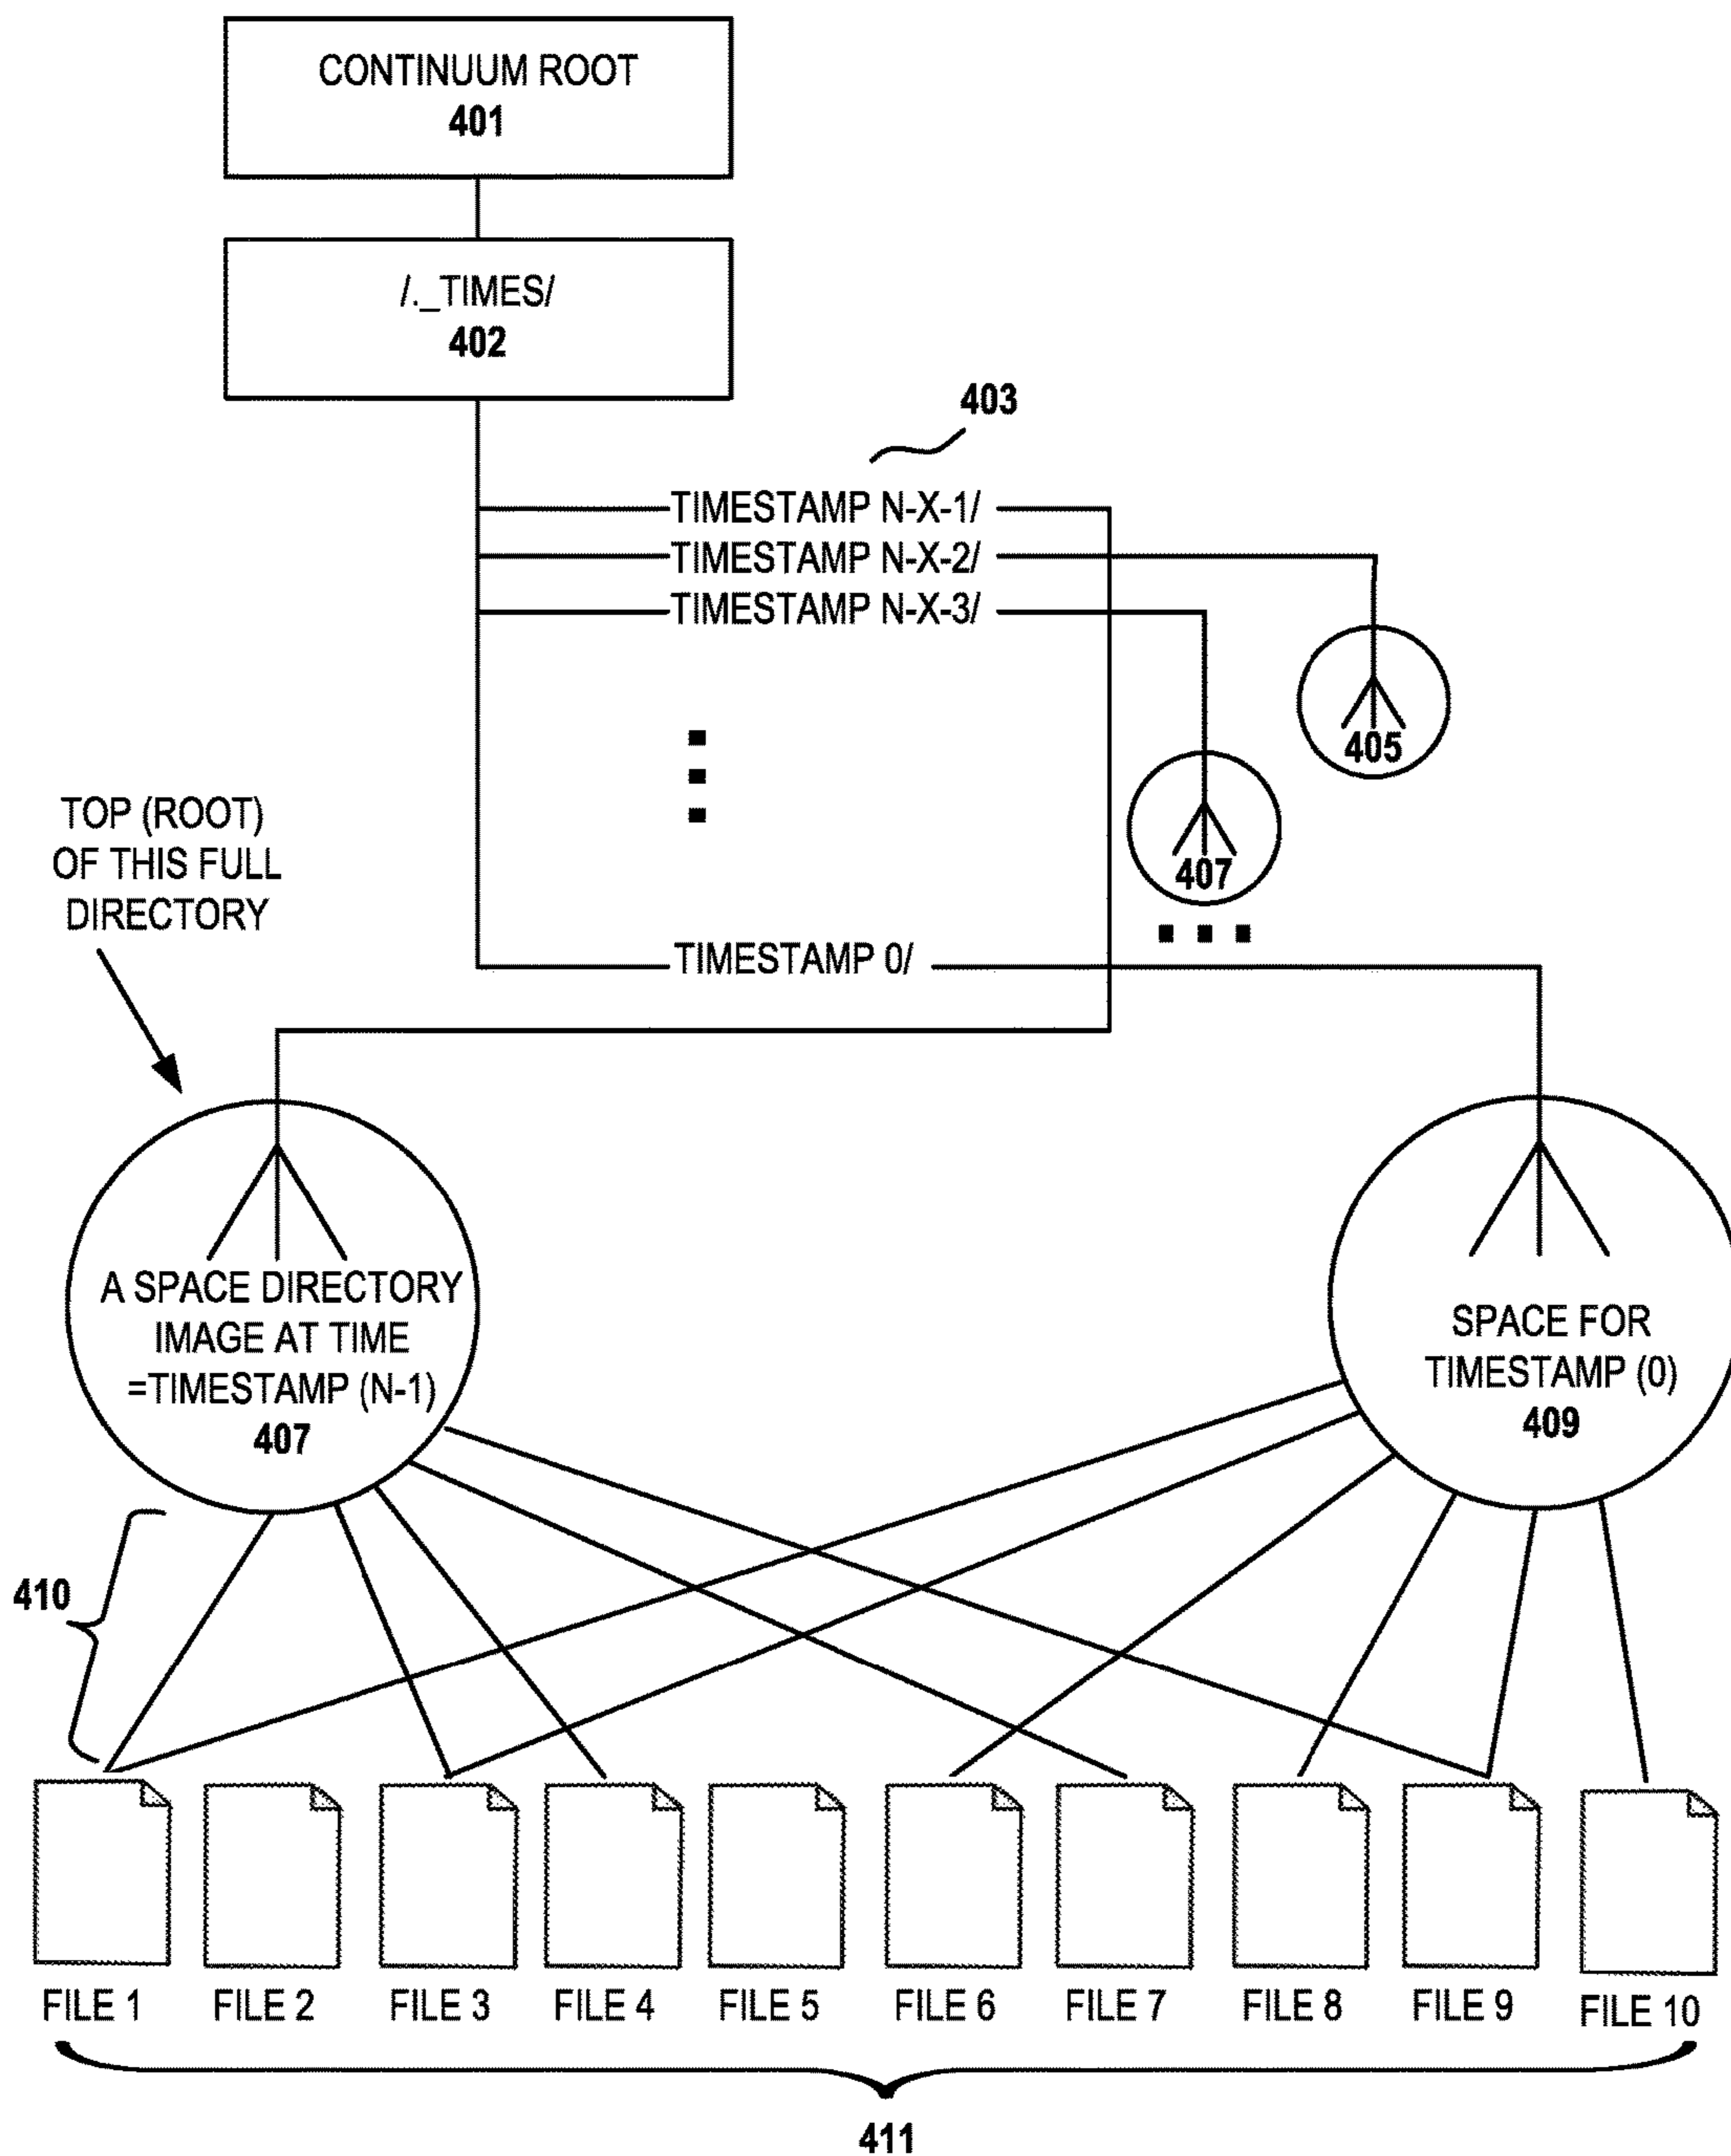 CONTINUUM ROOT
401
/._TIMES/
402
403
TIMESTAMP N-X-1/
TIMESTAMP N-X-2/
TIMESTAMP N-X-3/
405
407
TOP (ROOT)
OF THIS FULL
DIRECTORY
TIMESTAMP 0/
A SPACE DIRECTORY
IMAGE AT TIME
=TIMESTAMP (N-1)
407
SPACE FOR
TIMESTAMP (0)
409
410
FILE 1 FILE 2 FILE 3 FILE 4 FILE 5 FILE 6 FILE 7 FILE 8 FILE 9 FILE 10
411